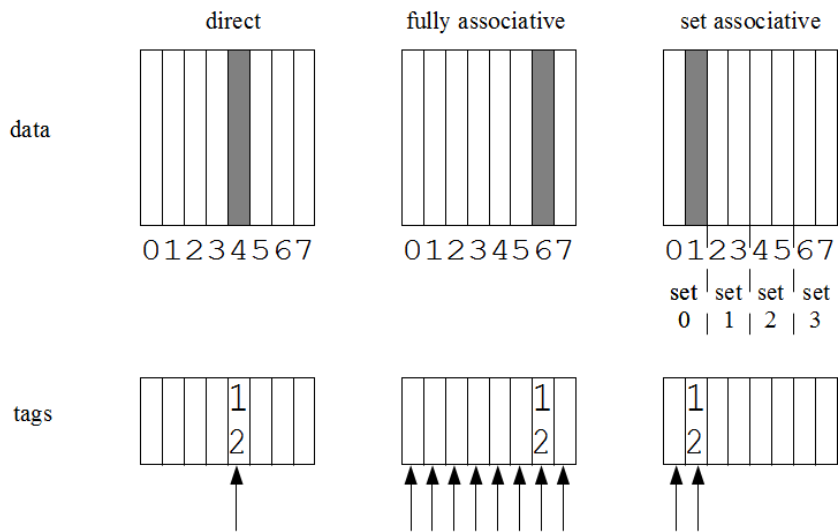 direct fully associative set associative
data
01234567 01234567 01234567
set set set set
0 1 2 3
1 1 1
tags
2 2 2